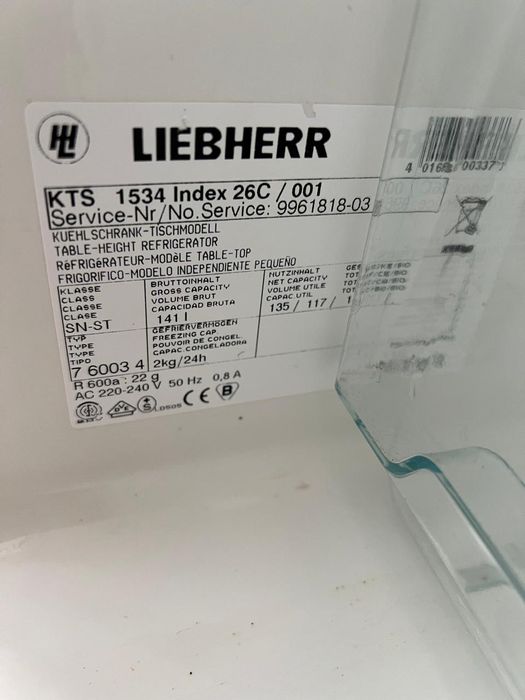 LIEBHERR
KTS 1534 Index 26C / 001
Service-Nr/No.Service: 9961818-03
KUEHLSCHRANK-TISCHMODELL
TABLE-HEIGHT REFRIGERATOR
RéFRIGéRATEUR-MODèLE TABLE-TOP
FRIGORIFICO-MODELO INDEPENDIENTE PEQUEÑO
KLASSE
CLASS
CLASSE
CLASE
SN-ST
BRUTTOINHALT
GROSS CAPACITY
VOLUME BRUT
CAPACIDAD BRUTA
141 l
NUTZINHALT
NET CAPACITY
VOLUME UTILE
CAPAC.UTIL
135 / 117 / 1
TYP
TYPE
TYPE
TIPO
7 6003 4
GEFRIERVERMÖGEN
FREEZING CAP.
POUVOIR DE CONGEL.
CAPAC.CONGELADORA
2kg/24h
R 600a : 22 g
AC 220-240 V 50 Hz 0,8 A
CE